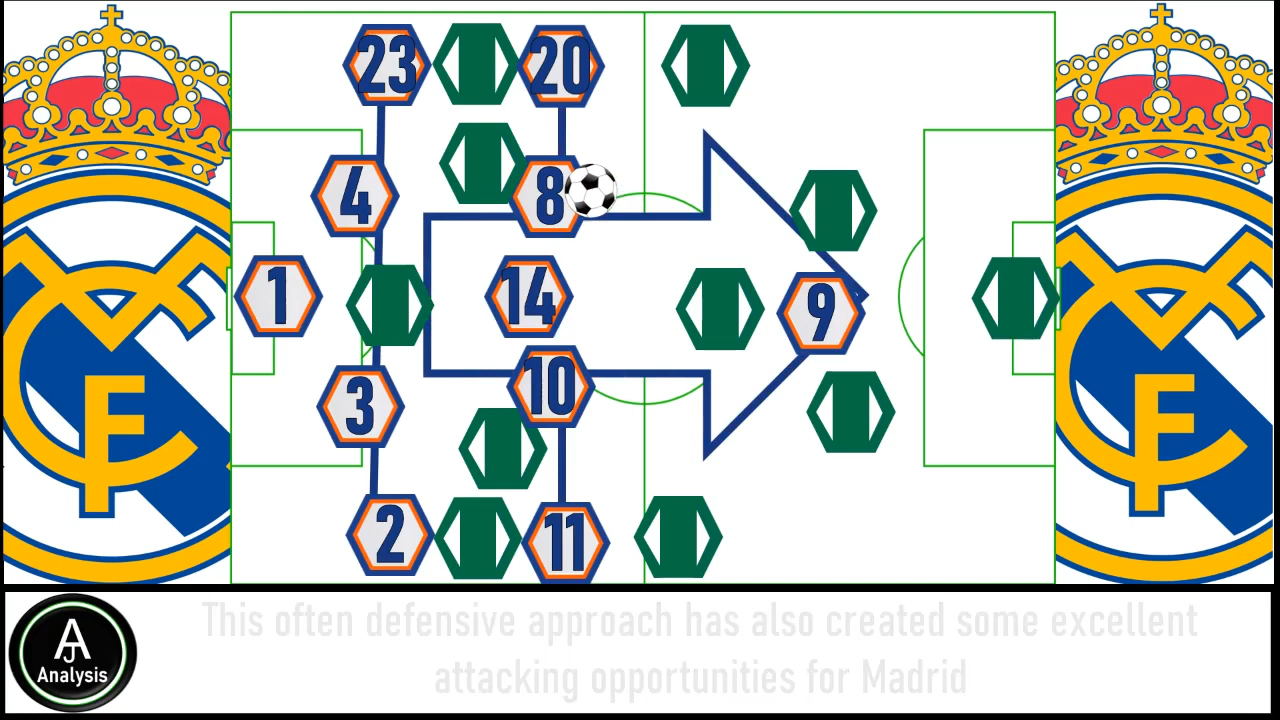 23
20
4
8
1
14
9
10
3
2
11
This often defensive approach has also created some excellent
attacking opportunities for Madrid
AJ
Analysis